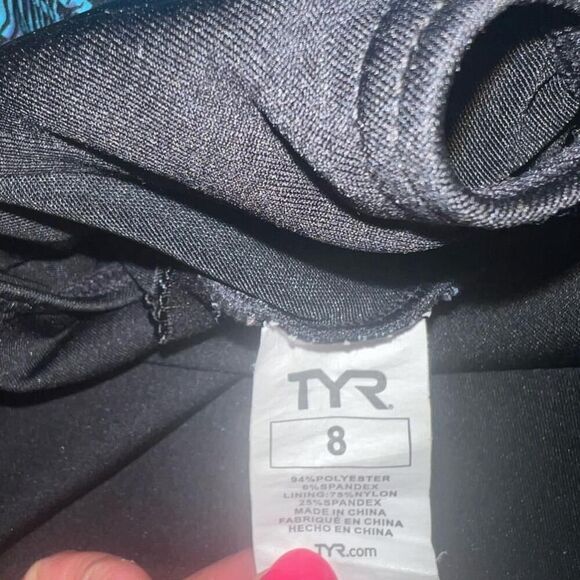 TYR
8
94%POLYESTER
6%SPANDEX
LINING:75%NYLON
25%SPANDEX
MADE IN CHINA
FABRIQUÉ EN CHINA
HECHO EN CHINA
TYR.com